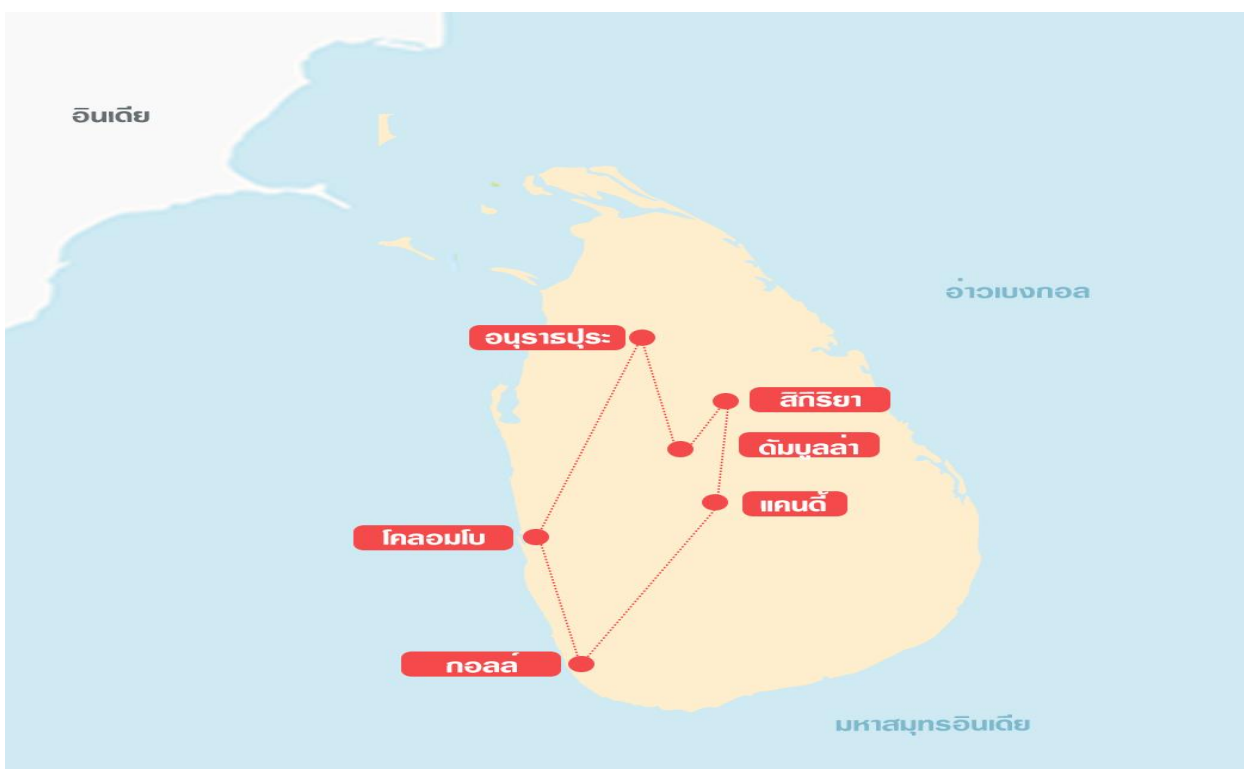 อินเดีย
อ่าวเบงกอล
อนุราธปุระ
สิกิริยา
ดัมบูลล่า
แคนดี้
โคลอมโบ
กอลล์
มหาสมุทรอินเดีย